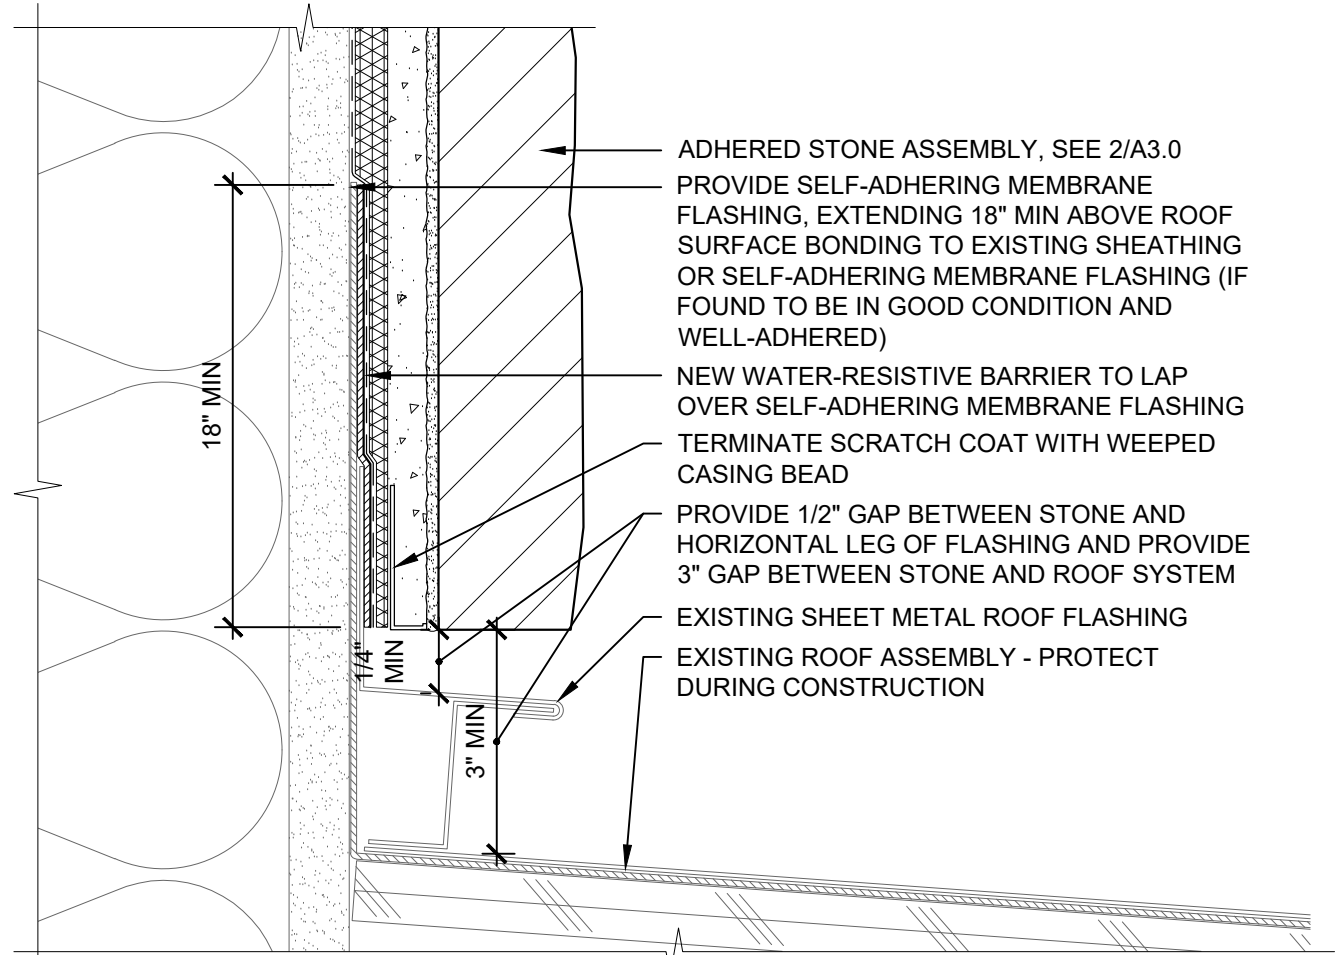 ADHERED STONE ASSEMBLY, SEE 2/A3.0
PROVIDE SELF-ADHERING MEMBRANE
FLASHING, EXTENDING 18" MIN ABOVE ROOF
SURFACE BONDING TO EXISTING SHEATHING
OR SELF-ADHERING MEMBRANE FLASHING (IF
FOUND TO BE IN GOOD CONDITION AND
WELL-ADHERED)
NEW WATER-RESISTIVE BARRIER TO LAP
OVER SELF-ADHERING MEMBRANE FLASHING
TERMINATE SCRATCH COAT WITH WEEPED
CASING BEAD
PROVIDE 1/2" GAP BETWEEN STONE AND
HORIZONTAL LEG OF FLASHING AND PROVIDE
3" GAP BETWEEN STONE AND ROOF SYSTEM
EXISTING SHEET METAL ROOF FLASHING
EXISTING ROOF ASSEMBLY - PROTECT
DURING CONSTRUCTION
18" MIN
1/4"
MIN
3" MIN